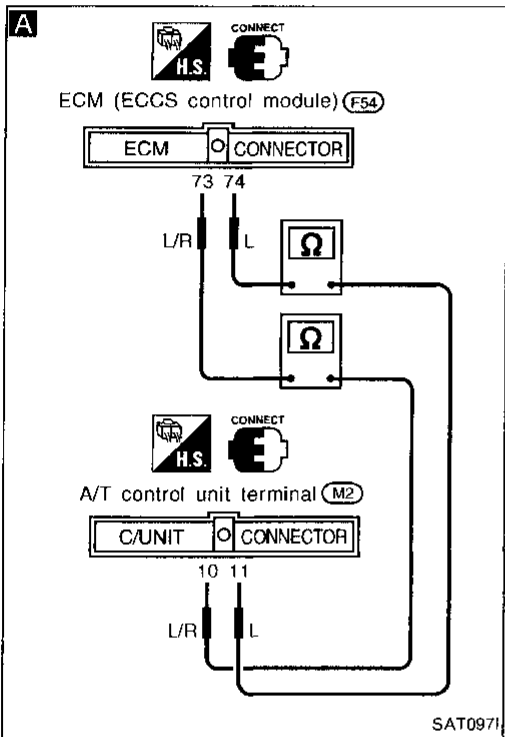 A
CONNECT
H.S.
ECM (ECCS control module) F54
ECM CONNECTOR
73 74
L/R L
Ω
Ω
CONNECT
H.S.
A/T control unit terminal M2
C/UNIT CONNECTOR
10 11
L/R L
SAT097I